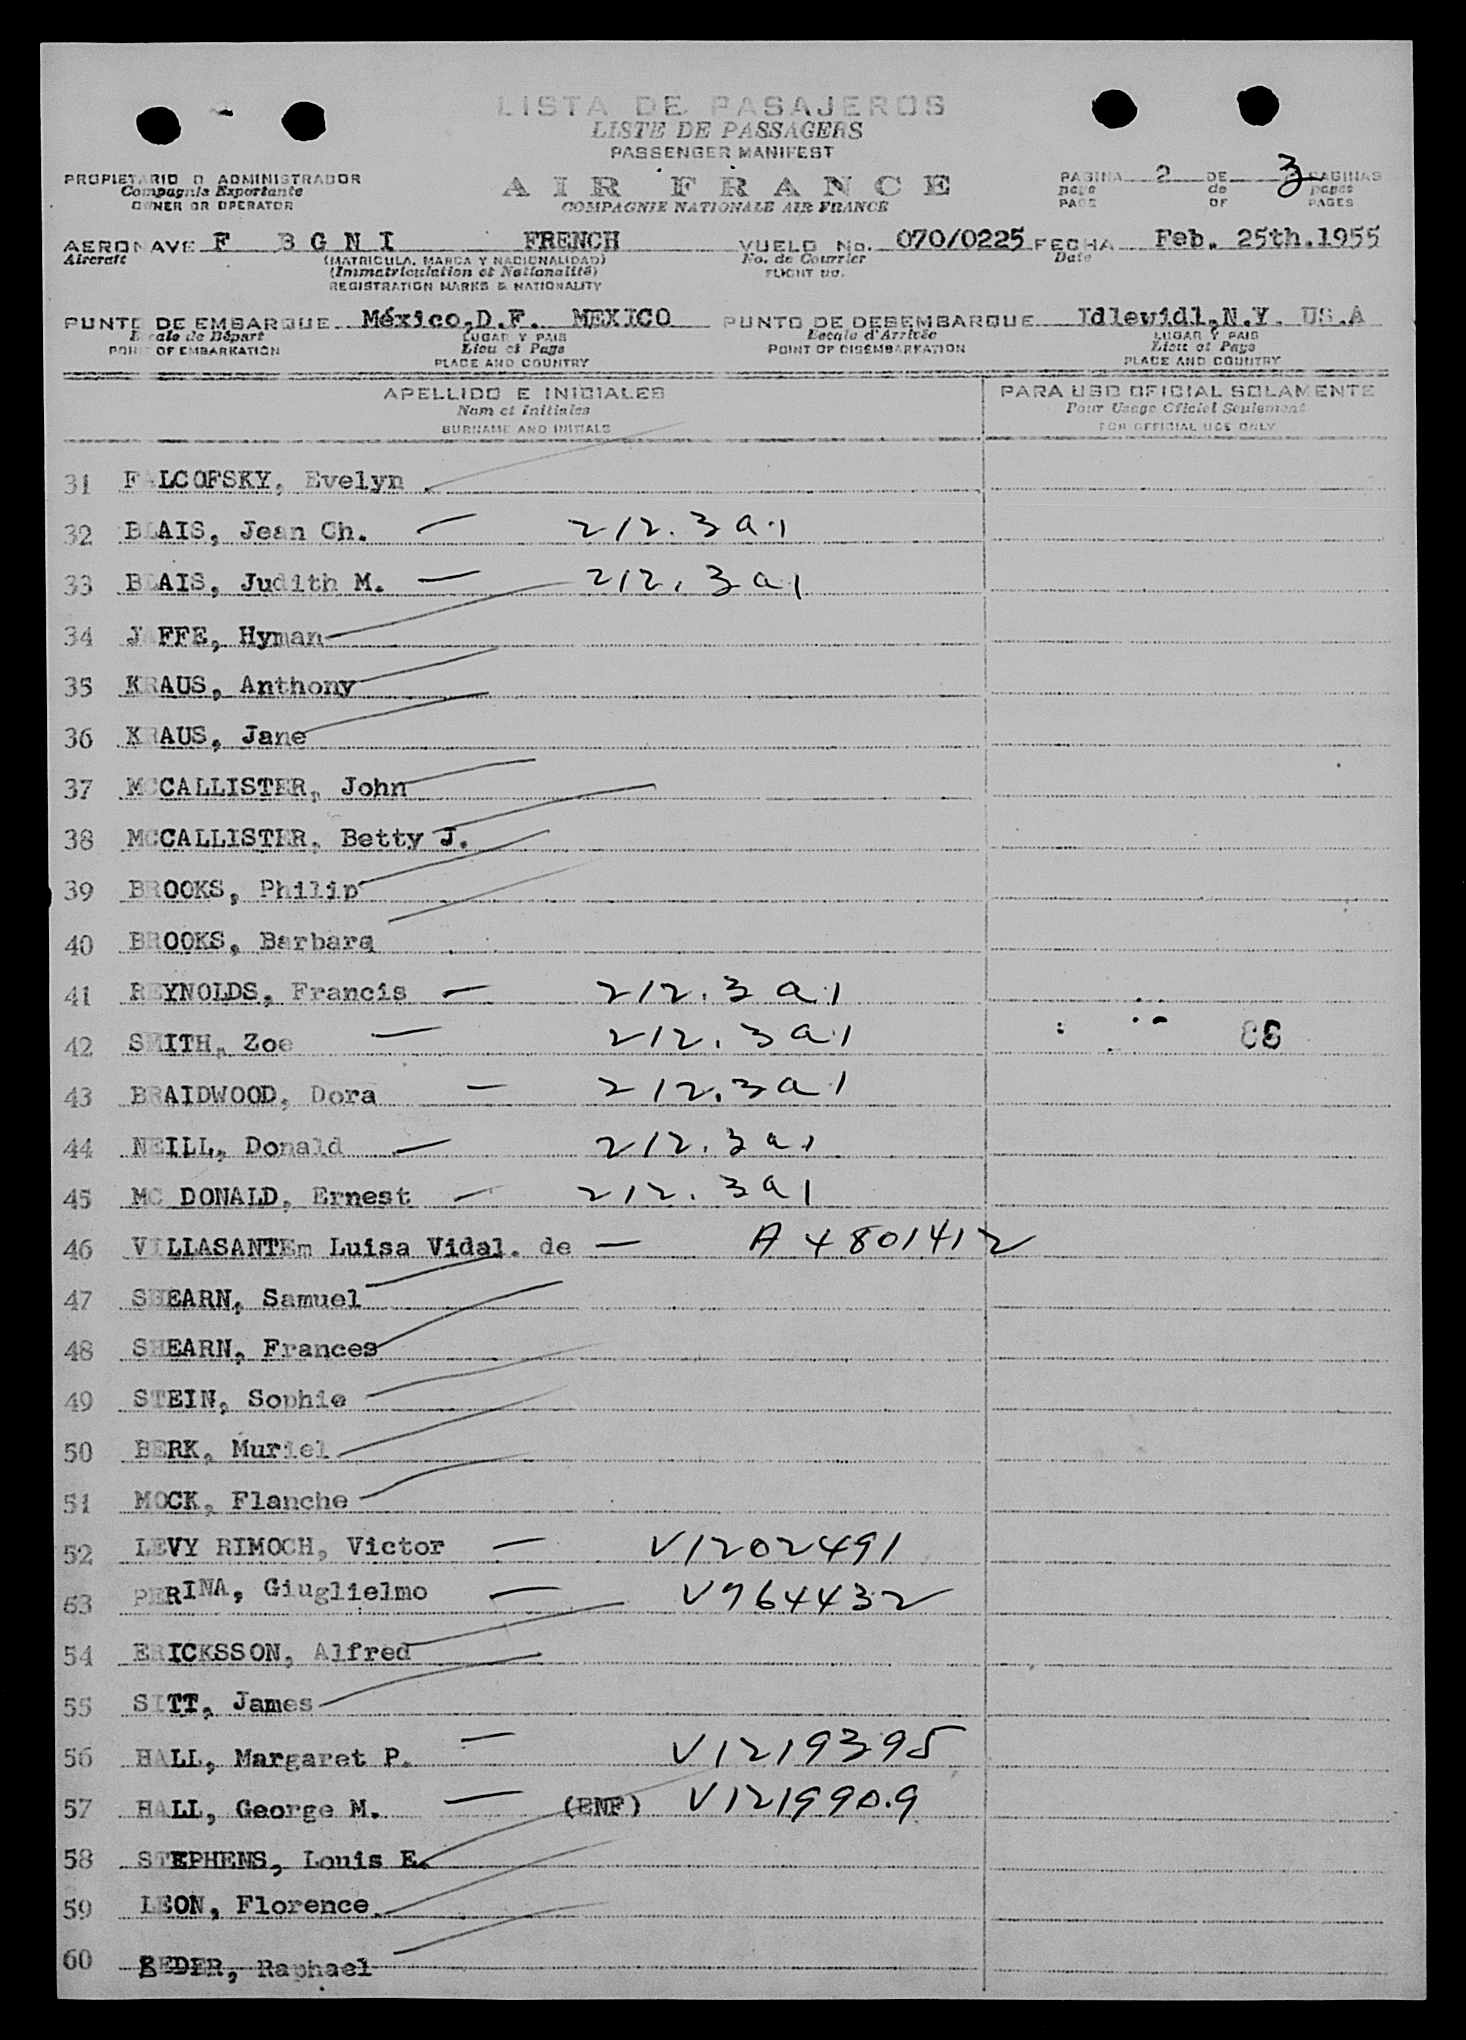 LISTA DE PASAJEROS
LISTE DE PASSAGERS
PASSENGER MANIFEST
PROPIETARIO O ADMINISTRADOR
Compagnie Exportante
OWNER OR OPERATOR
AIR FRANCE
COMPAGNIE NATIONALE AIR FRANCE
PAGINA 2 DE 3 PAGINAS
page de pages
PAGE OF PAGES
AERONAVE F BGNI FRENCH VUELO No. 070/0225 FECHA Feb. 25th.1955
Aircraft (MATRICULA, MARCA Y NACIONALIDAD) No. de Courrier Date
(Immatriculation et Nationalité) FLIGHT NO.
REGISTRATION MARKS & NATIONALITY
PUNTO DE EMBARQUE México,D.F. MEXICO PUNTO DE DESEMBARQUE Idlewidl,N.Y. US.A
Escale de Départ LUGAR Y PAIS Escale d'Arrivée LUGAR Y PAIS
POINT OF EMBARKATION Lieu et Pays POINT OF DISEMBARKATION Lieu et Pays
PLACE AND COUNTRY PLACE AND COUNTRY
APELLIDO E INICIALES PARA USO OFICIAL SOLAMENTE
Nom et Initiales Pour Usage Officiel Seulement
SURNAME AND INITIALS FOR OFFICIAL USE ONLY
31 FALCOFSKY, Evelyn
32 BLAIS, Jean Ch. — 212.3a1
33 BLAIS, Judith M. — 212.3a1
34 JAFFE, Hyman
35 KRAUS, Anthony
36 KRAUS, Jane
37 MCCALLISTER, John
38 MCCALLISTER, Betty J.
39 BROOKS, Philip
40 BROOKS, Barbara
41 REYNOLDS, Francis — 212.3a1
42 SMITH, Zoe — 212.3a1
43 BRAIDWOOD, Dora — 212.3a1
44 NEILL, Donald — 212.3a1
45 MC DONALD, Ernest — 212.3a1
46 VILLASANTEm Luisa Vidal. de — A4801412
47 SHEARN, Samuel
48 SHEARN, Frances
49 STEIN, Sophie
50 BERK, Muriel
51 MOCK, Flanche
52 LEVY RIMOCH, Victor — V1202491
53 PERINA, Giuglielmo — V964432
54 ERICKSSON, Alfred
55 SITT, James
56 HALL, Margaret P. — V1219395
57 HALL, George M. — (ENF) V1219909
58 STEPHENS, Louis E.
59 LEON, Florence
60 BEDER, Raphael